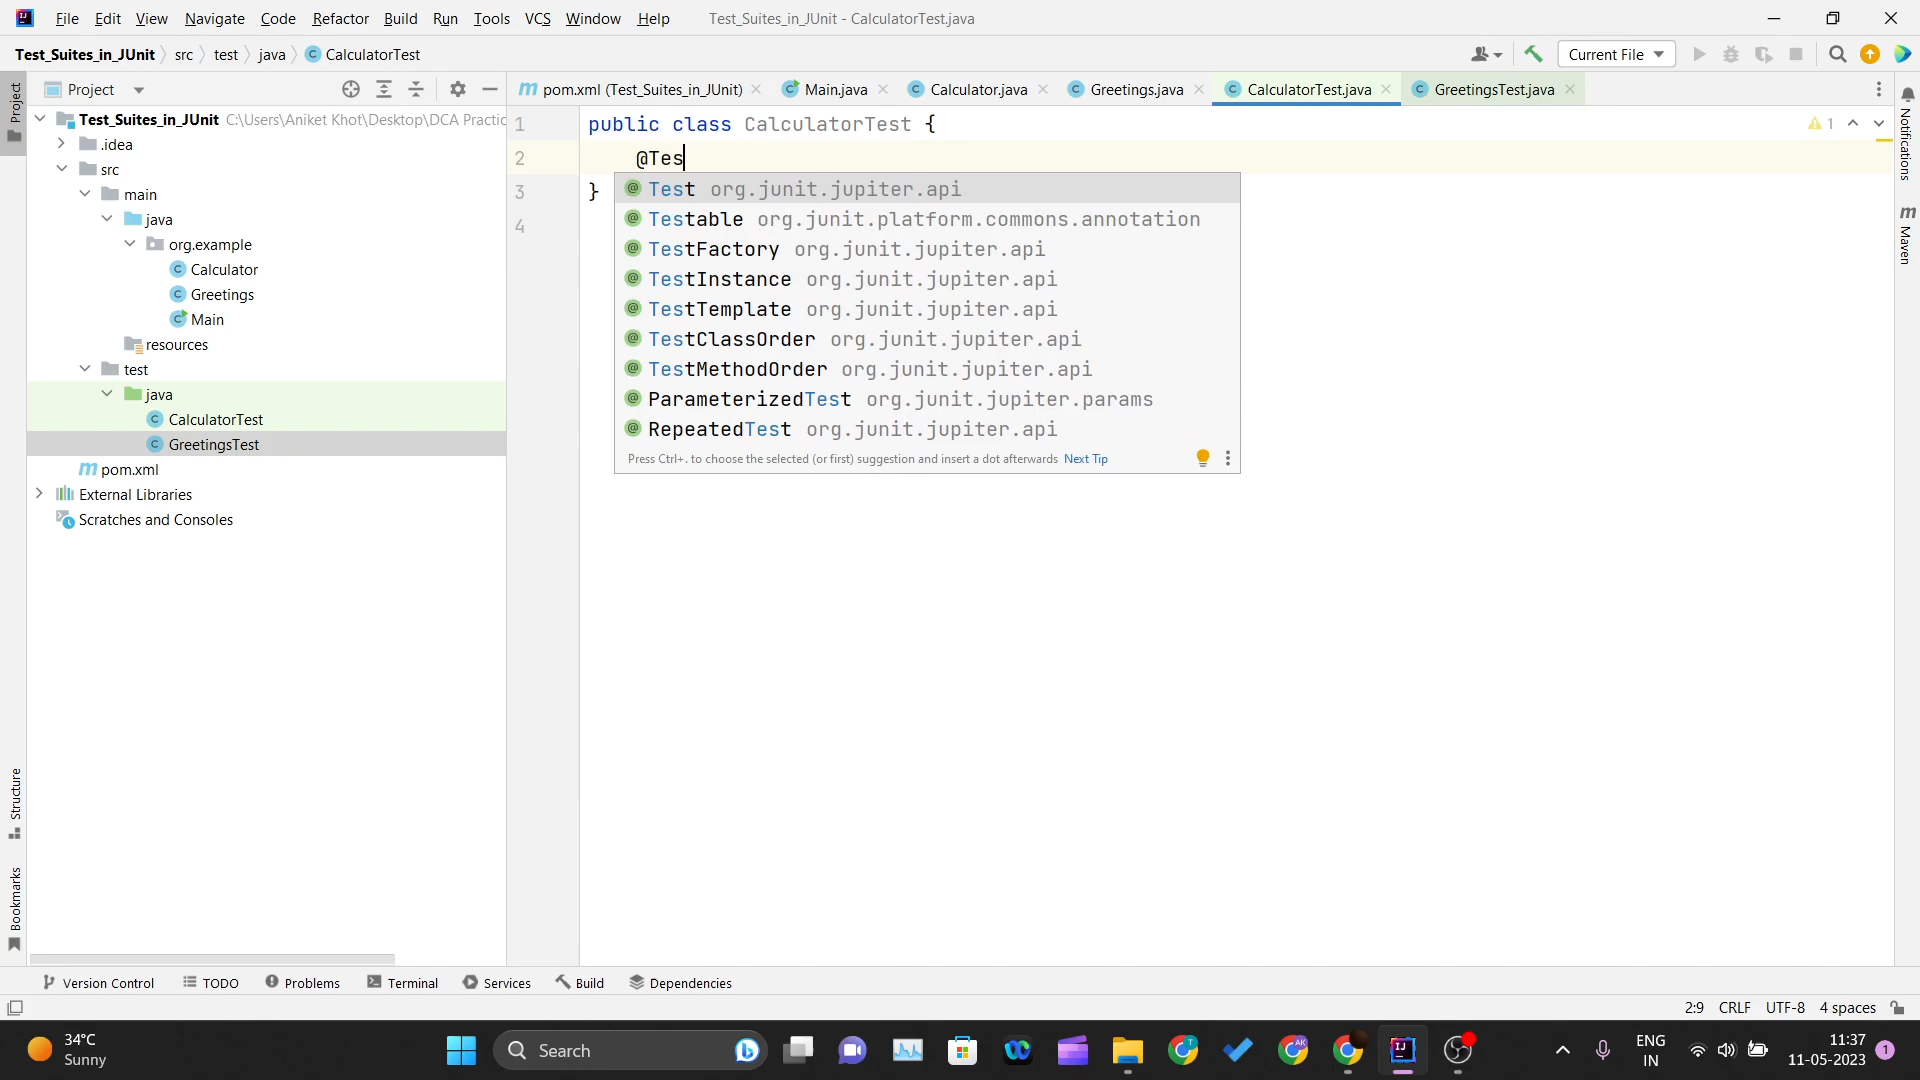 File Edit View Navigate Code Refactor Build Run Tools VCS Window Help Test_Suites_in_JUnit - CalculatorTest.java
Test_Suites_in_JUnit src test java CalculatorTest Current File
Project
pom.xml (Test_Suites_in_JUnit) Main.java Calculator.java Greetings.java CalculatorTest.java GreetingsTest.java
Project
Test_Suites_in_JUnit C:\Users\Aniket Khot\Desktop\DCA Practic
.idea
src
main
java
org.example
Calculator
Greetings
Main
resources
test
java
CalculatorTest
GreetingsTest
pom.xml
External Libraries
Scratches and Consoles
1 public class CalculatorTest {
2 @Tes
3 }
4
1
Test org.junit.jupiter.api
Testable org.junit.platform.commons.annotation
TestFactory org.junit.jupiter.api
TestInstance org.junit.jupiter.api
TestTemplate org.junit.jupiter.api
TestClassOrder org.junit.jupiter.api
TestMethodOrder org.junit.jupiter.api
ParameterizedTest org.junit.jupiter.params
RepeatedTest org.junit.jupiter.api
Press Ctrl+. to choose the selected (or first) suggestion and insert a dot afterwards Next Tip
Notifications
m Maven
Structure
Bookmarks
Version Control TODO Problems Terminal Services Build Dependencies
2:9 CRLF UTF-8 4 spaces
34°C
Sunny
Search
ENG
IN
11:37
11-05-2023
1